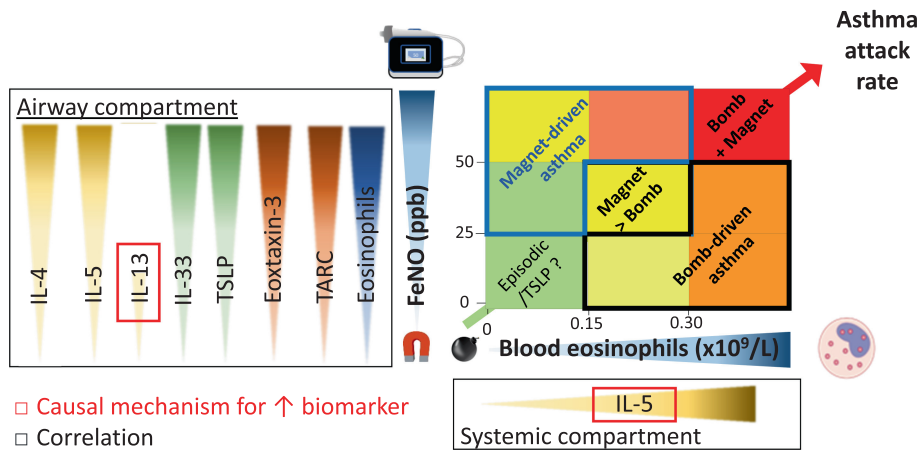 Asthma
attack
rate
Airway compartment
IL-4
IL-5
IL-13
IL-33
TSLP
Eoxtaxin-3
TARC
Eosinophils
FeNO (ppb)
50
25
0
Magnet-driven
asthma
Bomb
+ Magnet
Magnet
> Bomb
Episodic
/TSLP ?
Bomb-driven
asthma
0
0.15
0.30
Blood eosinophils (x10⁹/L)
IL-5
Systemic compartment
Causal mechanism for ↑ biomarker
Correlation